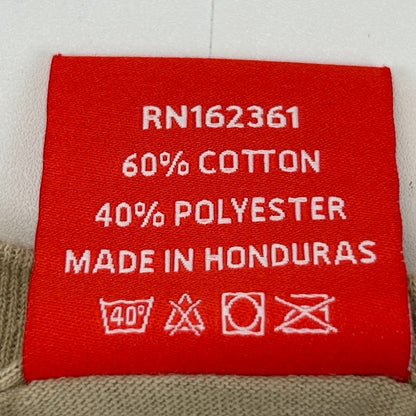 RN162361
60% COTTON
40% POLYESTER
MADE IN HONDURAS
40°